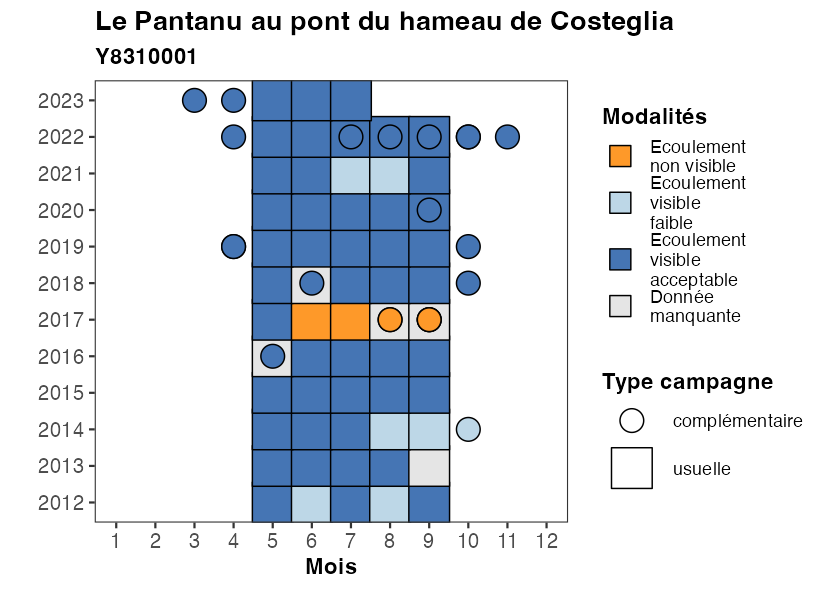 Le Pantanu au pont du hameau de Costeglia
Y8310001
2023
2022
2021
2020
2019
2018
2017
2016
2015
2014
2013
2012
1 2 3 4 5 6 7 8 9 10 11 12
Mois
Modalités
Ecoulement
non visible
Ecoulement
visible
faible
Ecoulement
visible
acceptable
Donnée
manquante
Type campagne
complémentaire
usuelle